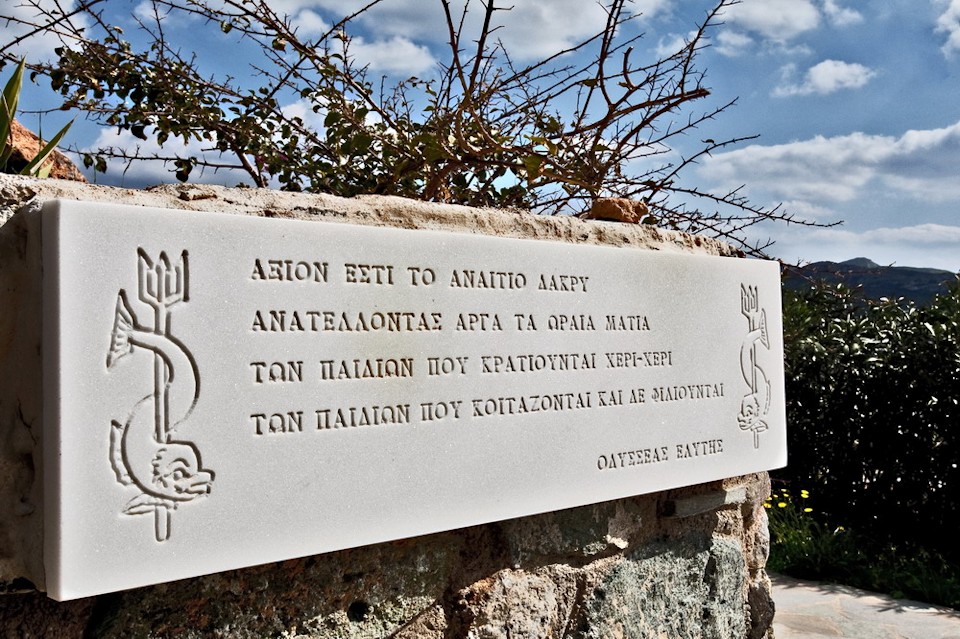 ΑΞΙΟΝ ΕΣΤΙ ΤΟ ΑΝΑΙΤΙΟ ΔΑΚΡΥ
ΑΝΑΤΕΛΛΟΝΤΑΣ ΑΡΓΑ ΤΑ ΩΡΑΙΑ ΜΑΤΙΑ
ΤΩΝ ΠΑΙΔΙΩΝ ΠΟΥ ΚΡΑΤΙΟΥΝΤΑΙ ΧΕΡΙ-ΧΕΡΙ
ΤΩΝ ΠΑΙΔΙΩΝ ΠΟΥ ΚΟΙΤΑΖΟΝΤΑΙ ΚΑΙ ΔΕ ΦΙΛΙΟΥΝΤΑΙ
ΟΔΥΣΣΕΑΣ ΕΛΥΤΗΣ